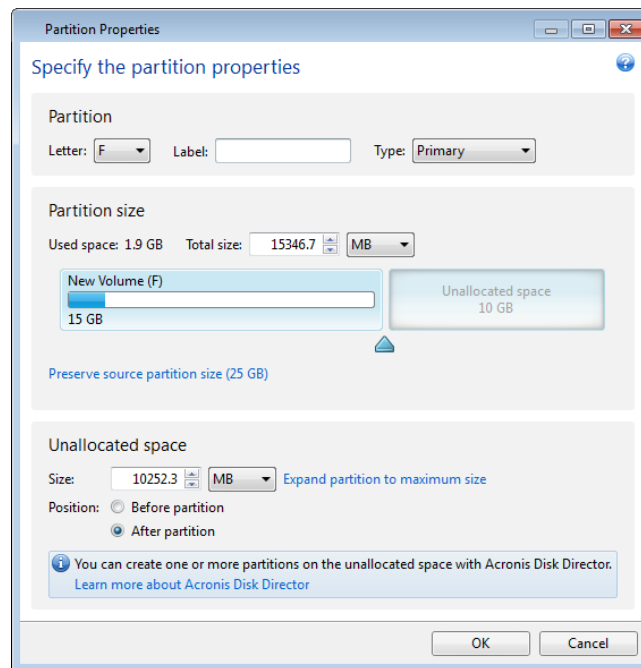 Partition Properties
Specify the partition properties
Partition
Letter: F Label: Type: Primary
Partition size
Used space: 1.9 GB Total size: 15346.7 MB
New Volume (F)
15 GB
Unallocated space
10 GB
Preserve source partition size (25 GB)
Unallocated space
Size: 10252.3 MB Expand partition to maximum size
Position: Before partition
After partition
You can create one or more partitions on the unallocated space with Acronis Disk Director.
Learn more about Acronis Disk Director
OK Cancel